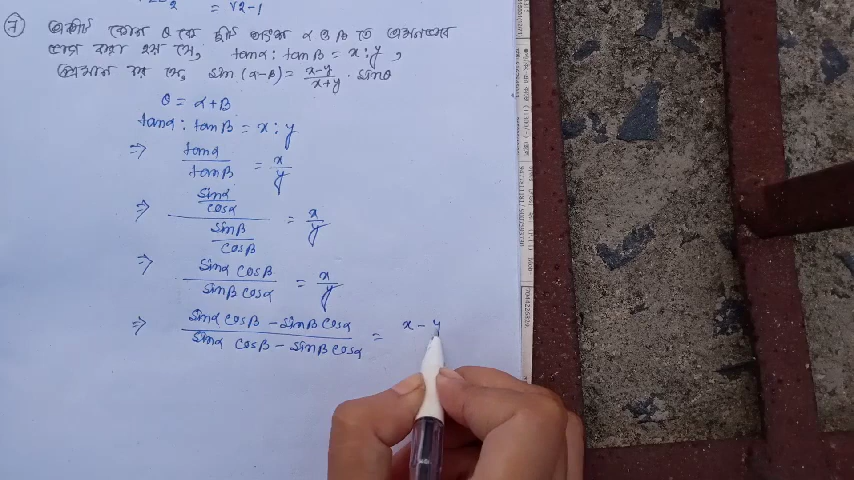 = √2-1
7 একটি কোন θ কে দুটি অংশ α ও β তে এমনভাবে
ভাগ করা হয় যে, tanα : tanβ = x : y,
প্রমান কর যে, sin (α-β) = x-y/x+y · sinθ
θ = α+β
tanα : tanβ = x : y
⇒ tanα/tanβ = x/y
⇒ sinα/cosα / sinβ/cosβ = x/y
⇒ sinα cosβ / sinβ cosα = x/y
⇒ sinα cosβ - sinβ cosα / sinα cosβ - sinβ cosα = x - y